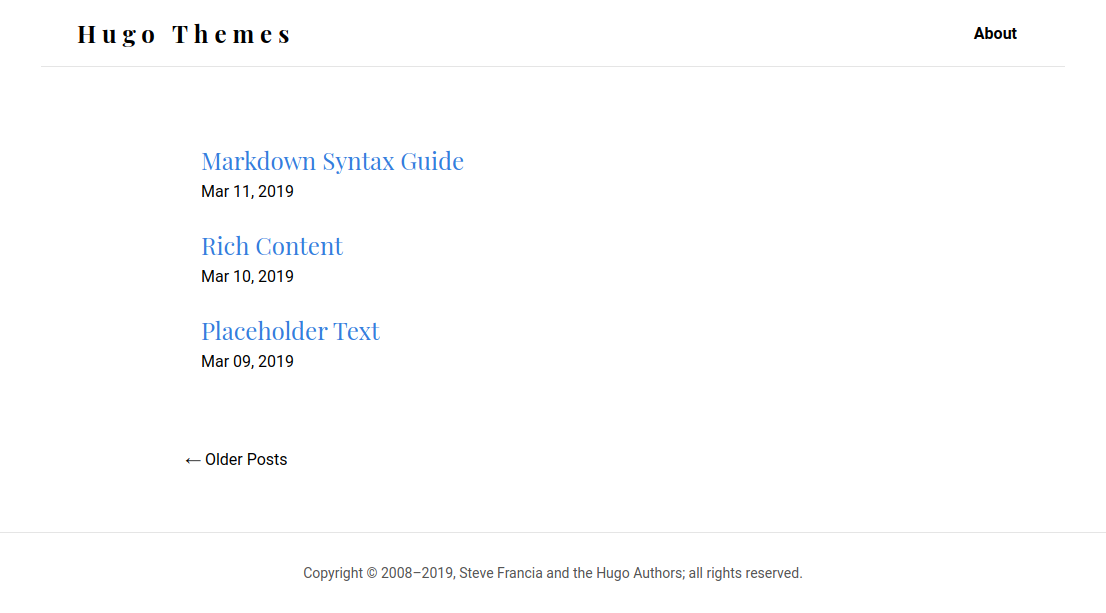 Hugo Themes
About
Markdown Syntax Guide
Mar 11, 2019
Rich Content
Mar 10, 2019
Placeholder Text
Mar 09, 2019
← Older Posts
Copyright © 2008–2019, Steve Francia and the Hugo Authors; all rights reserved.